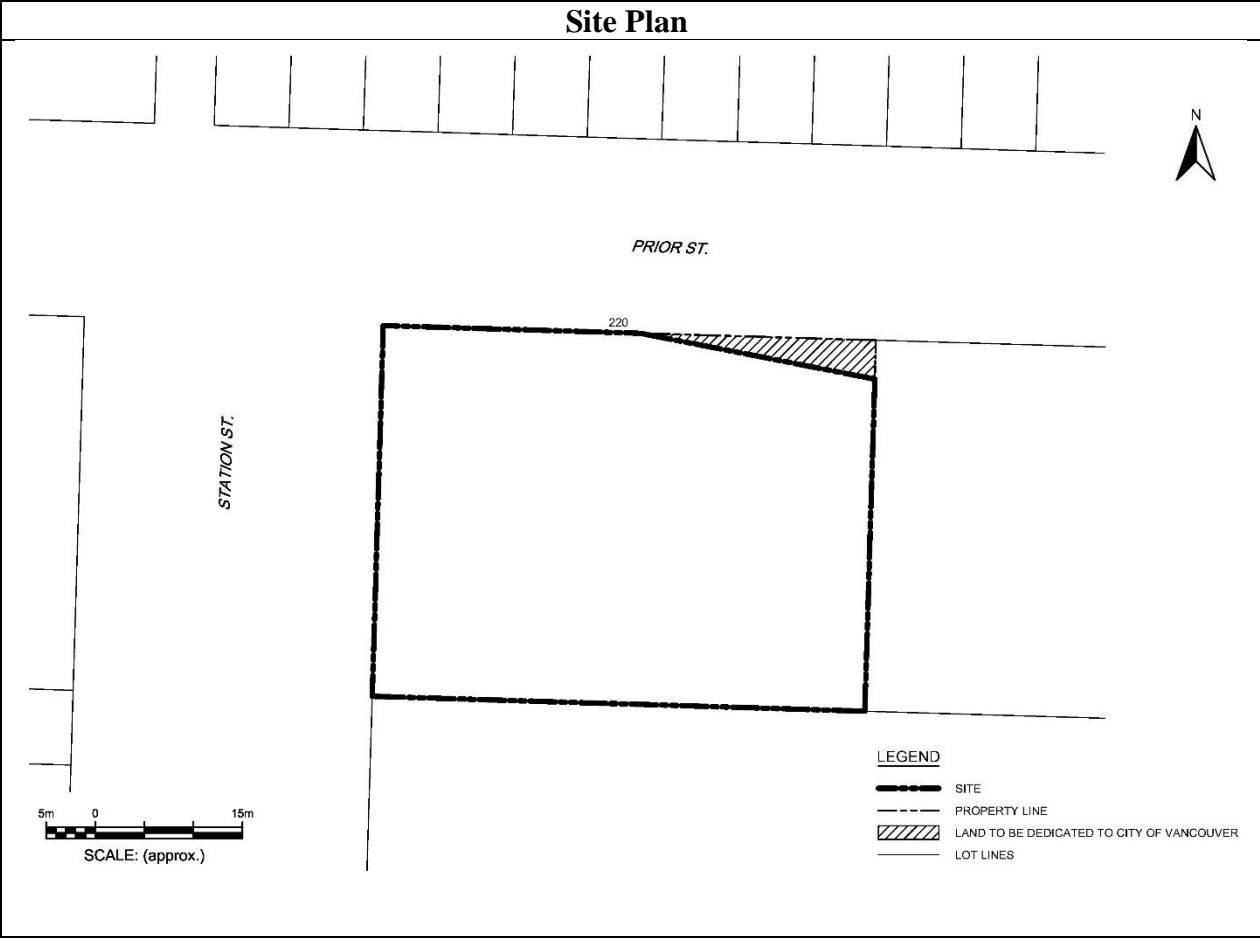 Site Plan
N
PRIOR ST.
220
STATION ST.
LEGEND
SITE
PROPERTY LINE
LAND TO BE DEDICATED TO CITY OF VANCOUVER
LOT LINES
5m 0 15m
SCALE: (approx.)